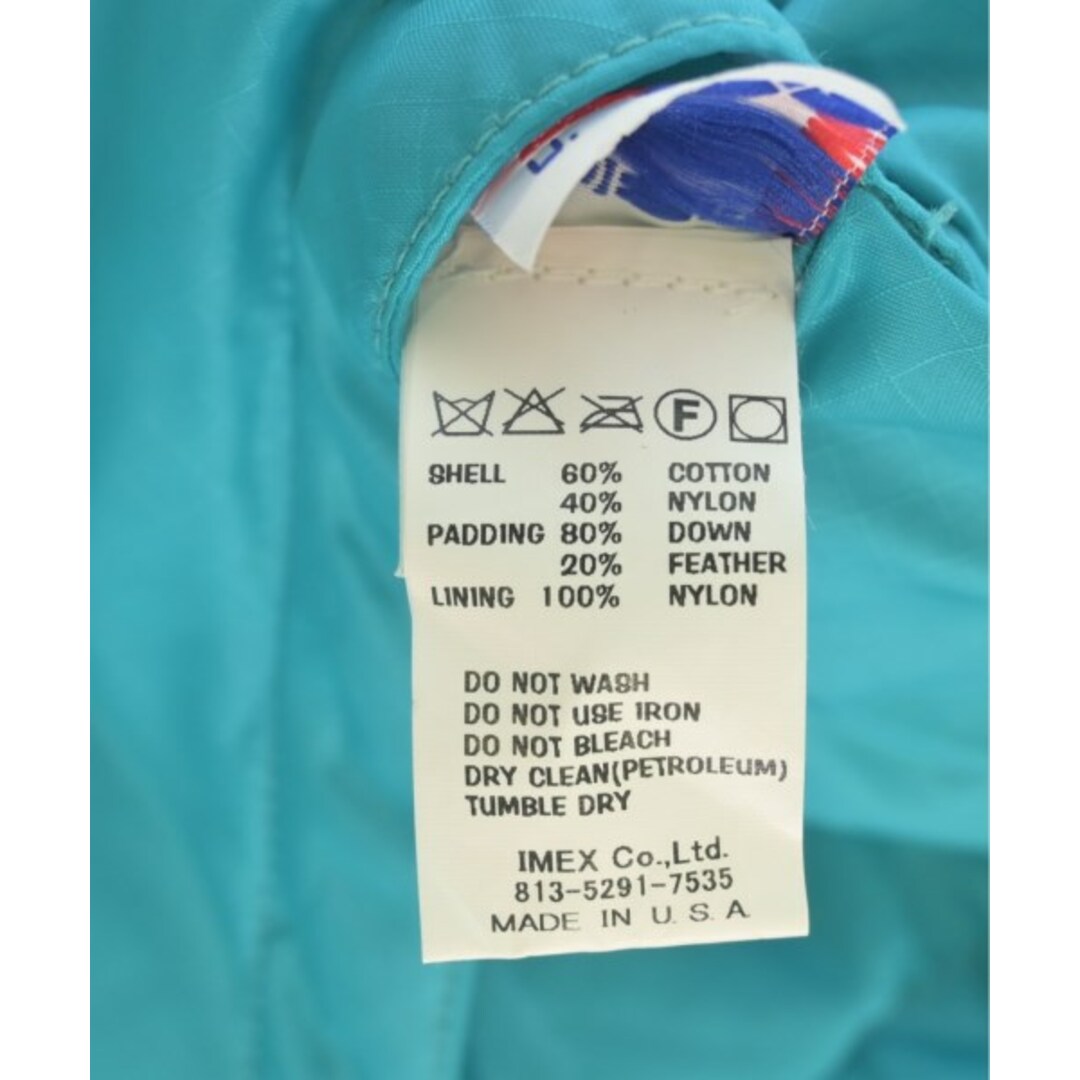 F
SHELL 60% COTTON
40% NYLON
PADDING 80% DOWN
20% FEATHER
LINING 100% NYLON
DO NOT WASH
DO NOT USE IRON
DO NOT BLEACH
DRY CLEAN(PETROLEUM)
TUMBLE DRY
IMEX Co.,Ltd.
813-5291-7535
MADE IN U.S.A